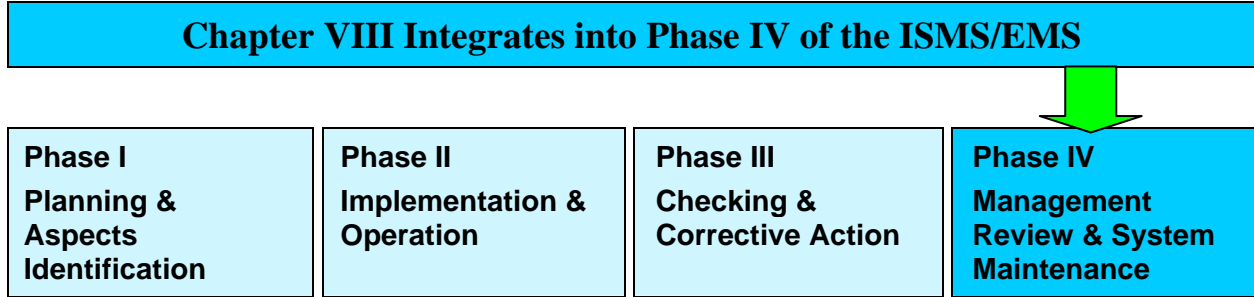 Chapter VIII Integrates into Phase IV of the ISMS/EMS
Phase I
Planning &
Aspects
Identification
Phase II
Implementation &
Operation
Phase III
Checking &
Corrective Action
Phase IV
Management
Review & System
Maintenance